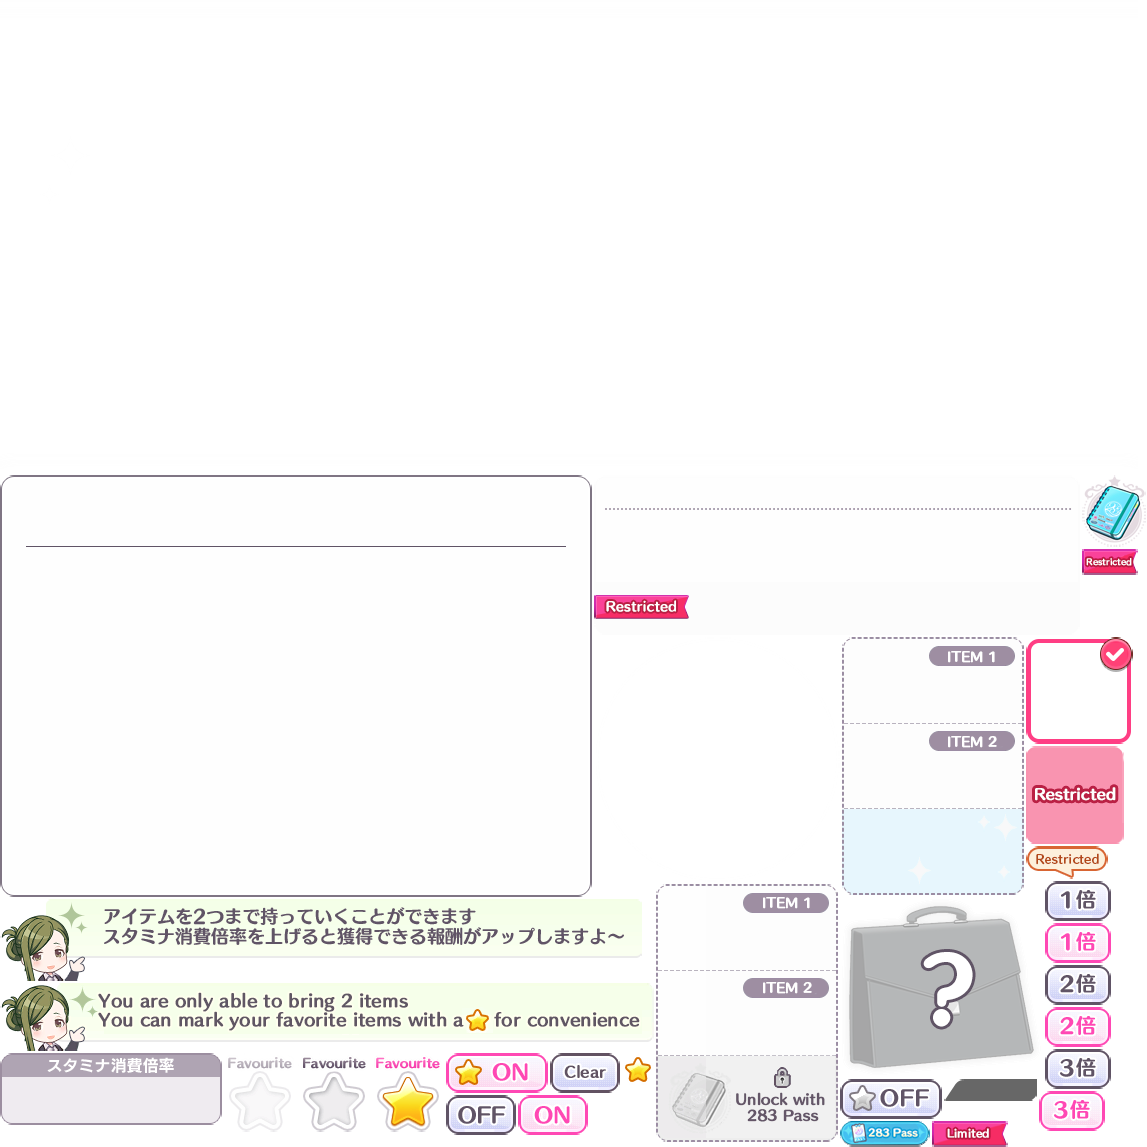 Restricted
Restricted
ITEM 1
ITEM 2
Restricted
Restricted
1倍
1倍
2倍
2倍
3倍
3倍
ITEM 1
ITEM 2
Unlock with
283 Pass
?
アイテムを2つまで持っていくことができます
スタミナ消費倍率を上げると獲得できる報酬がアップしますよ～
You are only able to bring 2 items
You can mark your favorite items with a for convenience
スタミナ消費倍率
Favourite
Favourite
Favourite
ON
Clear
OFF
ON
OFF
283 Pass
Limited